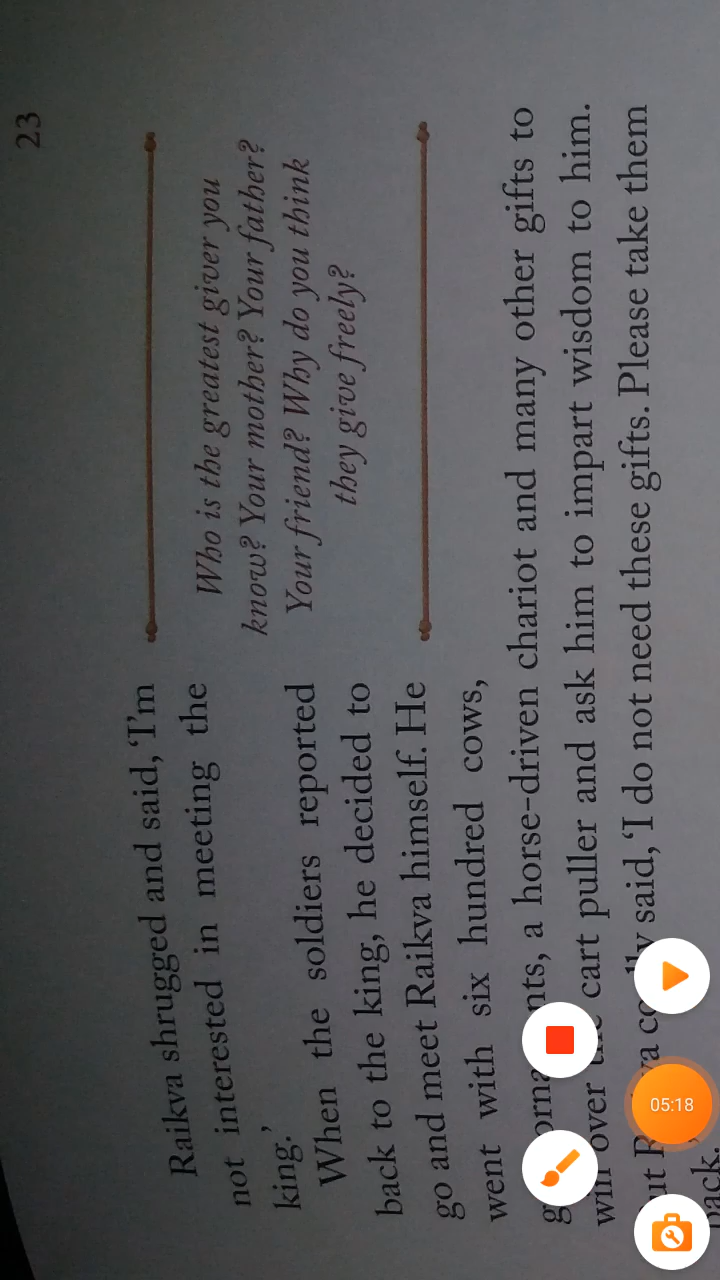 23
Raikva shrugged and said, ‘I’m
not interested in meeting the
king.’
When the soldiers reported
back to the king, he decided to
go and meet Raikva himself. He
went with six hundred cows,
Who is the greatest giver you
know? Your mother? Your father?
Your friend? Why do you think
they give freely?
a horse-driven chariot and many other gifts to
over cart puller and ask him to impart wisdom to him.
said, ‘I do not need these gifts. Please take them
05:18